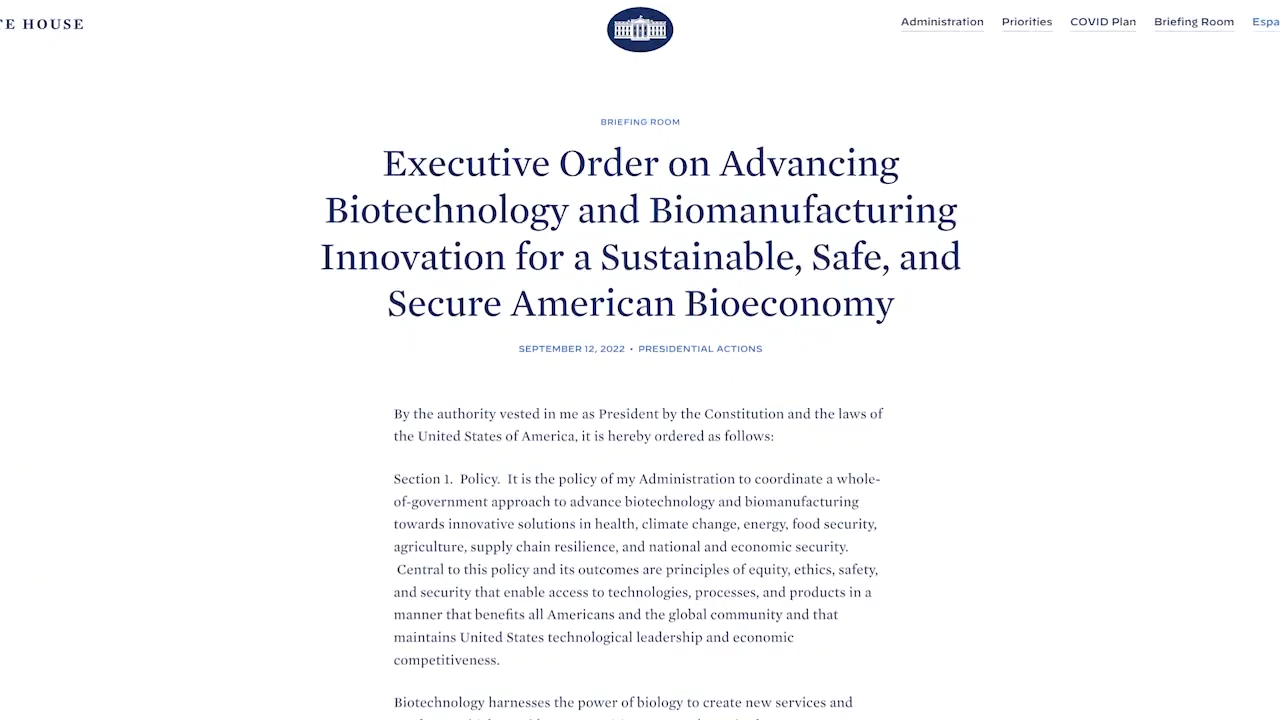 TE HOUSE
Administration Priorities COVID Plan Briefing Room Espa
BRIEFING ROOM
Executive Order on Advancing
Biotechnology and Biomanufacturing
Innovation for a Sustainable, Safe, and
Secure American Bioeconomy
SEPTEMBER 12, 2022 • PRESIDENTIAL ACTIONS
By the authority vested in me as President by the Constitution and the laws of
the United States of America, it is hereby ordered as follows:
Section 1.  Policy.  It is the policy of my Administration to coordinate a whole-
of-government approach to advance biotechnology and biomanufacturing
towards innovative solutions in health, climate change, energy, food security,
agriculture, supply chain resilience, and national and economic security.
Central to this policy and its outcomes are principles of equity, ethics, safety,
and security that enable access to technologies, processes, and products in a
manner that benefits all Americans and the global community and that
maintains United States technological leadership and economic
competitiveness.
Biotechnology harnesses the power of biology to create new services and